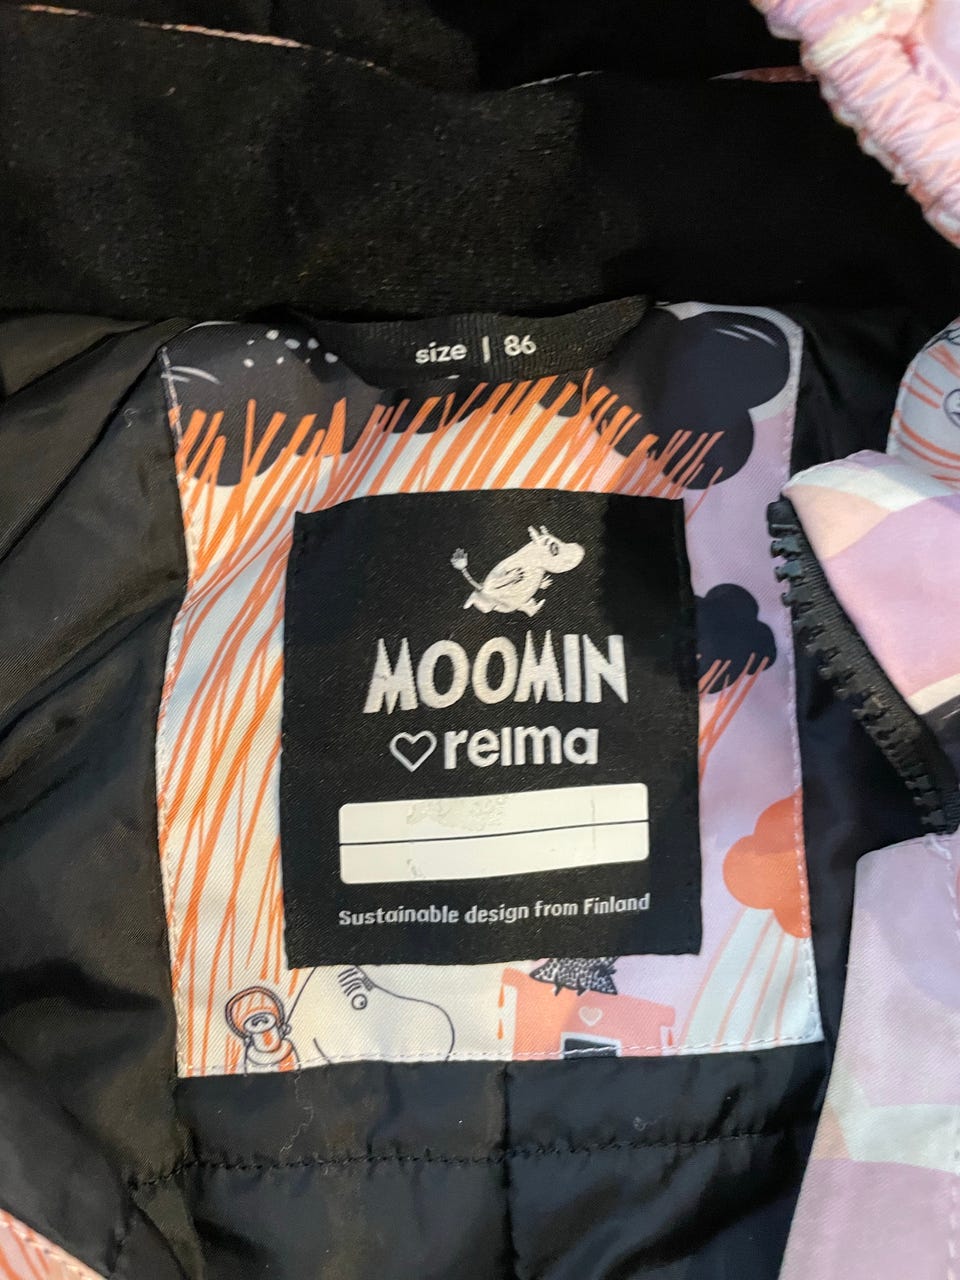 size | 86
MOOMIN
♡reima
Sustainable design from Finland